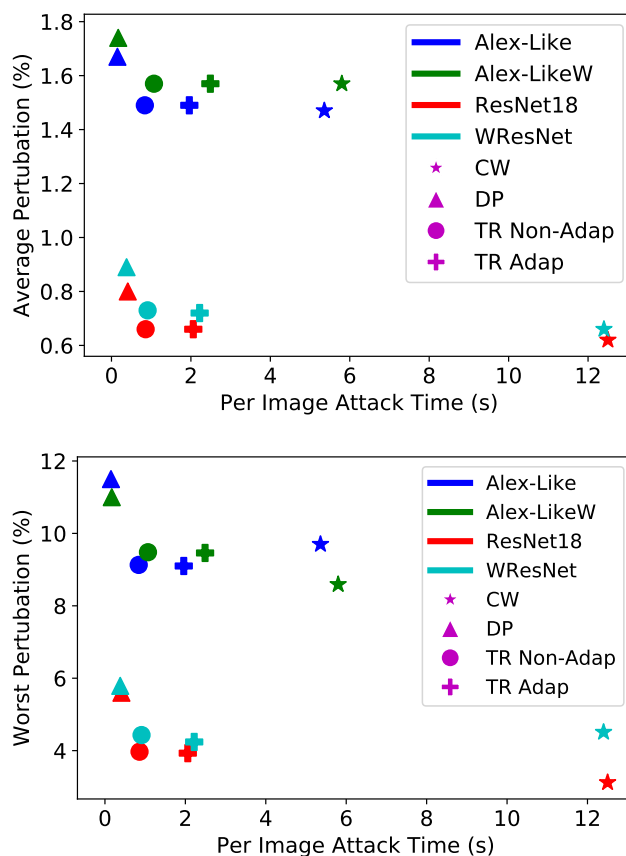 1.8
1.6
1.4
1.2
1.0
0.8
0.6
Average Pertubation (%)
0 2 4 6 8 10 12
Per Image Attack Time (s)
Alex-Like
Alex-LikeW
ResNet18
WResNet
CW
DP
TR Non-Adap
TR Adap
12
10
8
6
4
Worst Pertubation (%)
0 2 4 6 8 10 12
Per Image Attack Time (s)
Alex-Like
Alex-LikeW
ResNet18
WResNet
CW
DP
TR Non-Adap
TR Adap